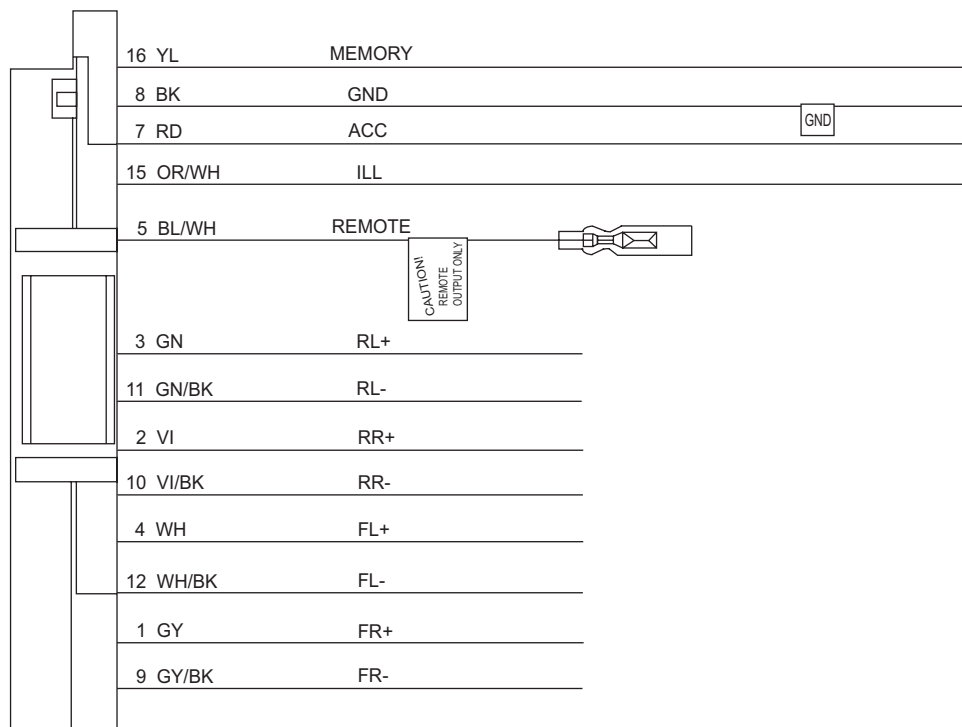 16 YL MEMORY
8 BK GND
GND
7 RD ACC
15 OR/WH ILL
5 BL/WH REMOTE
CAUTION!
REMOTE
OUTPUT ONLY
3 GN RL+
11 GN/BK RL-
2 VI RR+
10 VI/BK RR-
4 WH FL+
12 WH/BK FL-
1 GY FR+
9 GY/BK FR-